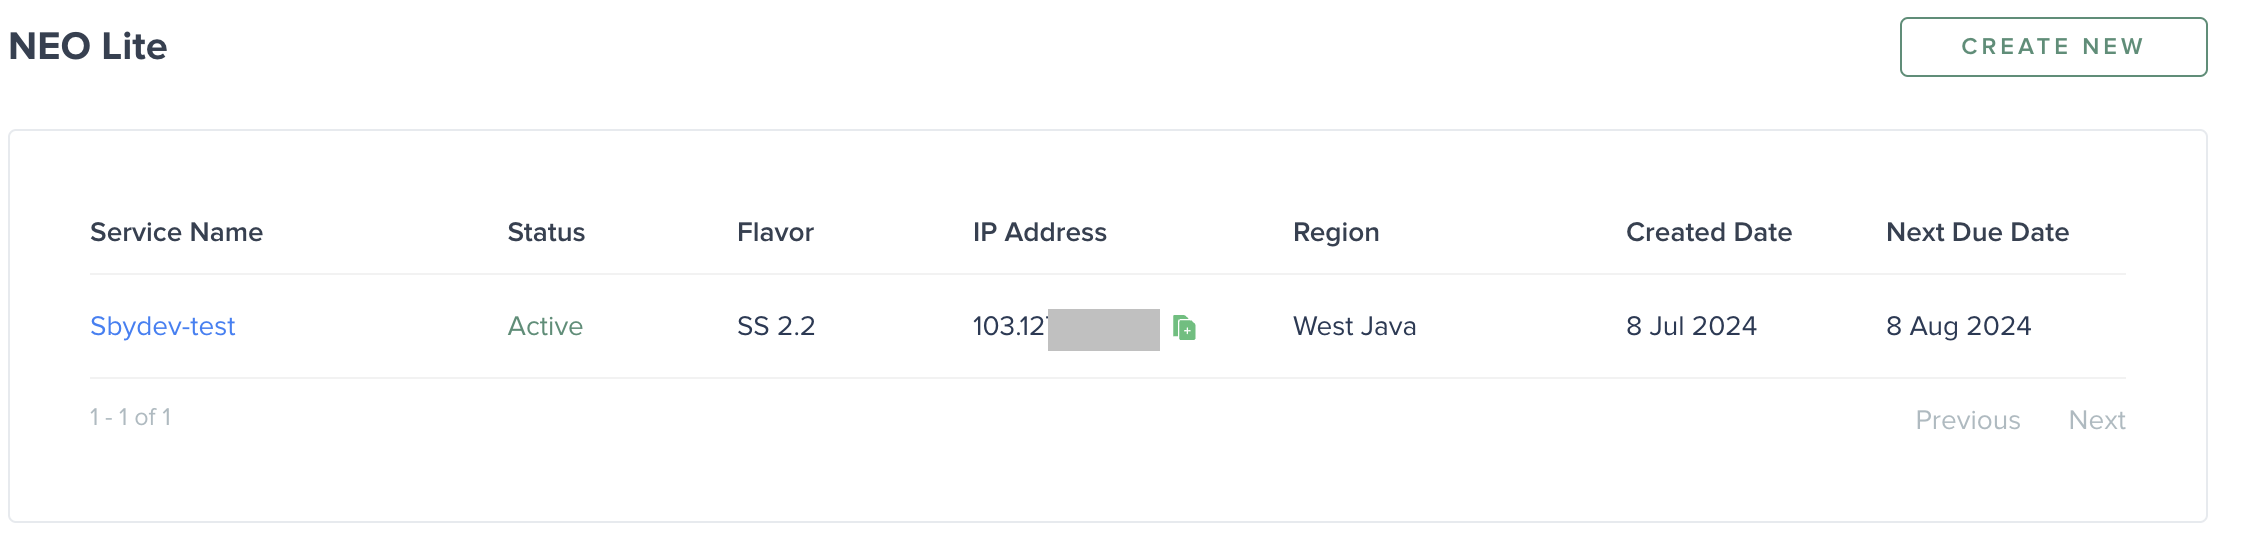 NEO Lite
CREATE NEW
Service Name Status Flavor IP Address Region Created Date Next Due Date
Sbydev-test Active SS 2.2 103.12 West Java 8 Jul 2024 8 Aug 2024
1 - 1 of 1
Previous Next